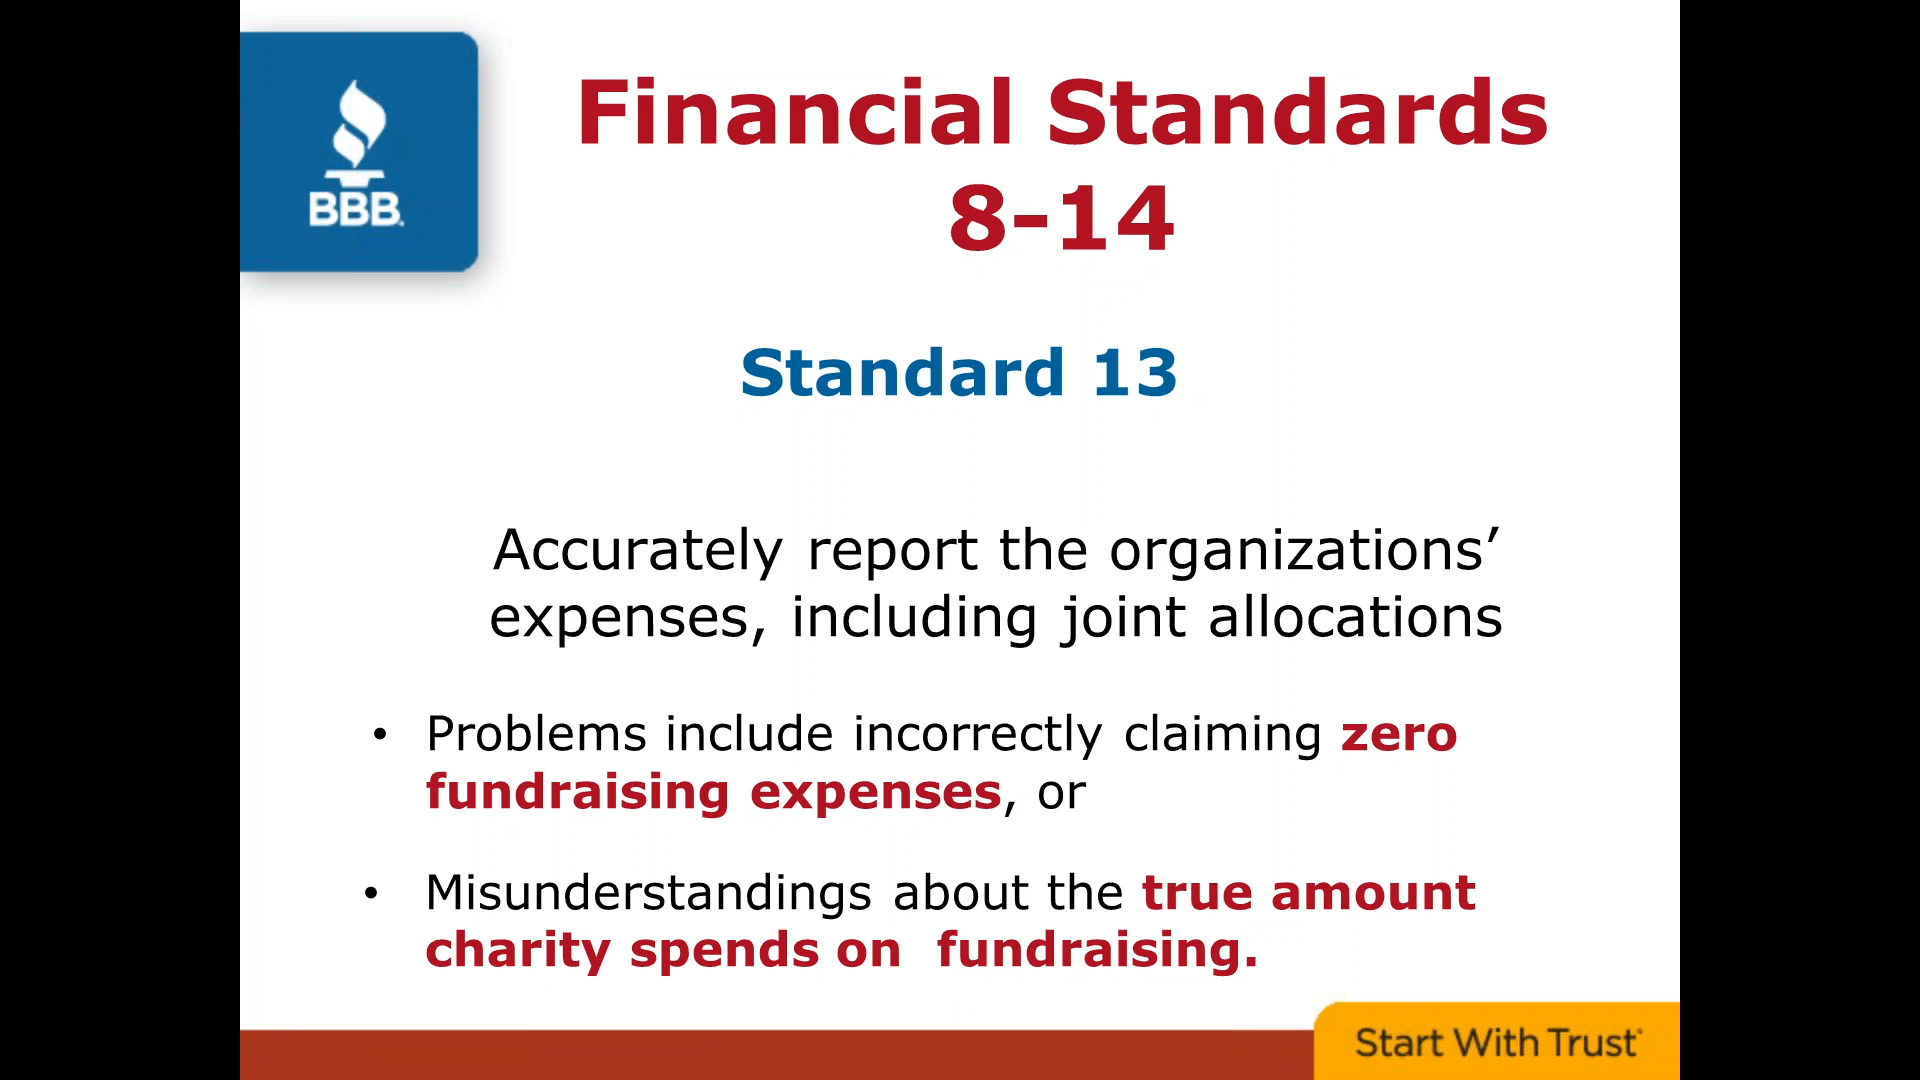 BBB.
Financial Standards
8-14
Standard 13
Accurately report the organizations’
expenses, including joint allocations
• Problems include incorrectly claiming zero
fundraising expenses, or
• Misunderstandings about the true amount
charity spends on  fundraising.
Start With Trust